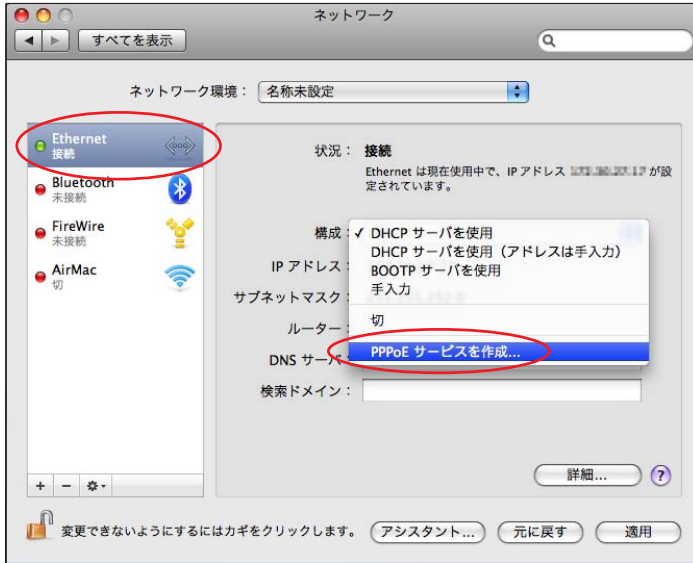 ネットワーク
すべてを表示
ネットワーク環境： 名称未設定
Ethernet
接続
Bluetooth
未接続
FireWire
未接続
AirMac
切
状況： 接続
Ethernet は現在使用中で、IP アドレス が設
定されています。
構成： ✓ DHCP サーバを使用
DHCP サーバを使用（アドレスは手入力）
BOOTP サーバを使用
手入力
切
PPPoE サービスを作成...
IP アドレス：
サブネットマスク：
ルーター：
DNS サーバ：
検索ドメイン：
詳細... ?
+ −
変更できないようにするにはカギをクリックします。 アシスタント... 元に戻す 適用